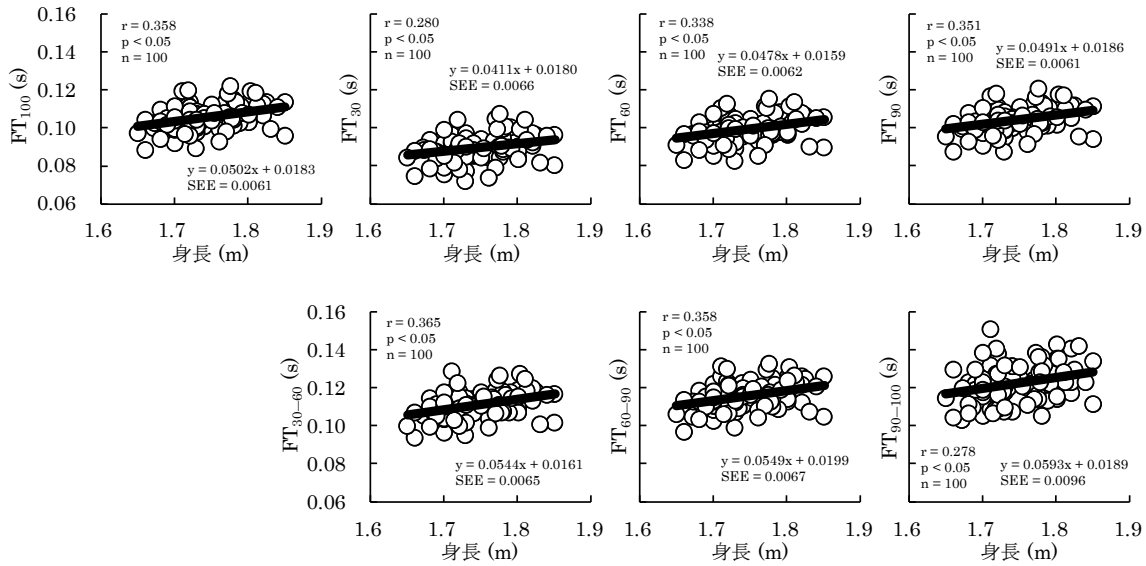 0.16
0.14
0.12
0.10
0.08
0.06
FT100 (s)
r = 0.358
p < 0.05
n = 100
y = 0.0502x + 0.0183
SEE = 0.0061
1.6 1.7 1.8 1.9
身長 (m)
FT30 (s)
r = 0.280
p < 0.05
n = 100
y = 0.0411x + 0.0180
SEE = 0.0066
1.6 1.7 1.8 1.9
身長 (m)
FT60 (s)
r = 0.338
p < 0.05
n = 100
y = 0.0478x + 0.0159
SEE = 0.0062
1.6 1.7 1.8 1.9
身長 (m)
FT90 (s)
r = 0.351
p < 0.05
n = 100
y = 0.0491x + 0.0186
SEE = 0.0061
1.6 1.7 1.8 1.9
身長 (m)
0.16
0.14
0.12
0.10
0.08
0.06
FT30–60 (s)
r = 0.365
p < 0.05
n = 100
y = 0.0544x + 0.0161
SEE = 0.0065
1.6 1.7 1.8 1.9
身長 (m)
FT60–90 (s)
r = 0.358
p < 0.05
n = 100
y = 0.0549x + 0.0199
SEE = 0.0067
1.6 1.7 1.8 1.9
身長 (m)
FT90–100 (s)
r = 0.278
p < 0.05
n = 100
y = 0.0593x + 0.0189
SEE = 0.0096
1.6 1.7 1.8 1.9
身長 (m)